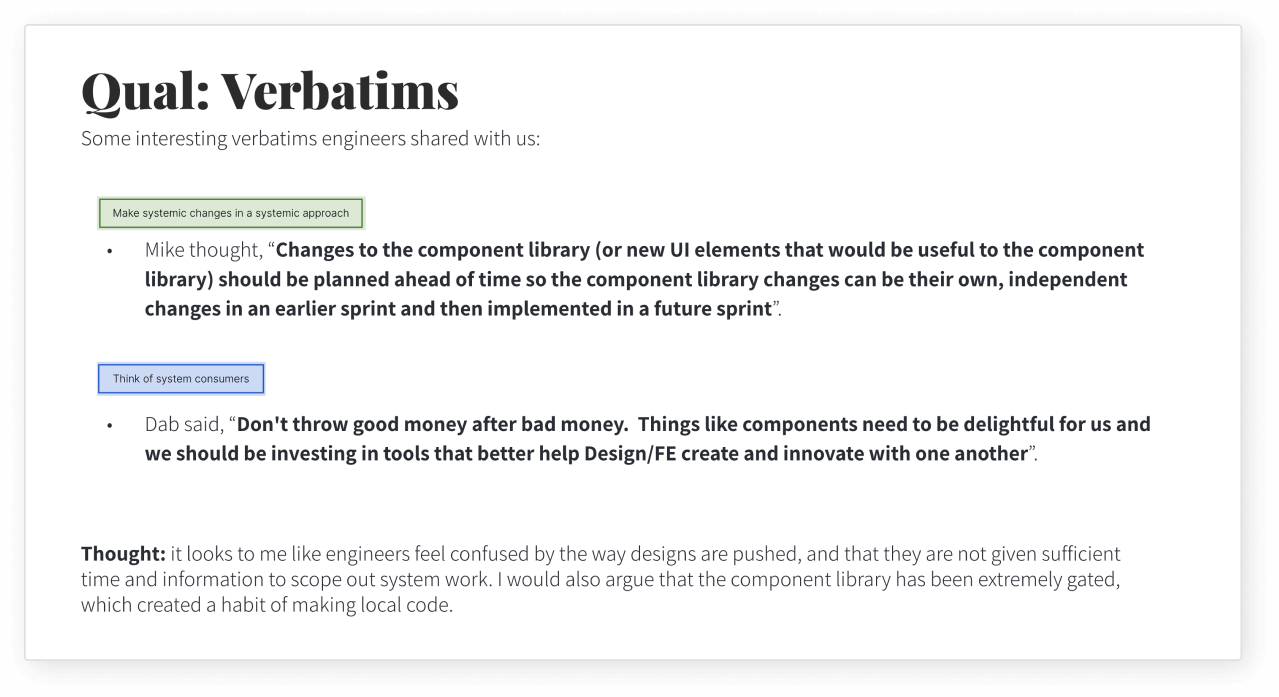 Qual: Verbatims
Some interesting verbatims engineers shared with us:
Make systemic changes in a systemic approach
• Mike thought, “Changes to the component library (or new UI elements that would be useful to the component
library) should be planned ahead of time so the component library changes can be their own, independent
changes in an earlier sprint and then implemented in a future sprint”.
Think of system consumers
• Dab said, “Don't throw good money after bad money.  Things like components need to be delightful for us and
we should be investing in tools that better help Design/FE create and innovate with one another”.
Thought: it looks to me like engineers feel confused by the way designs are pushed, and that they are not given sufficient
time and information to scope out system work. I would also argue that the component library has been extremely gated,
which created a habit of making local code.